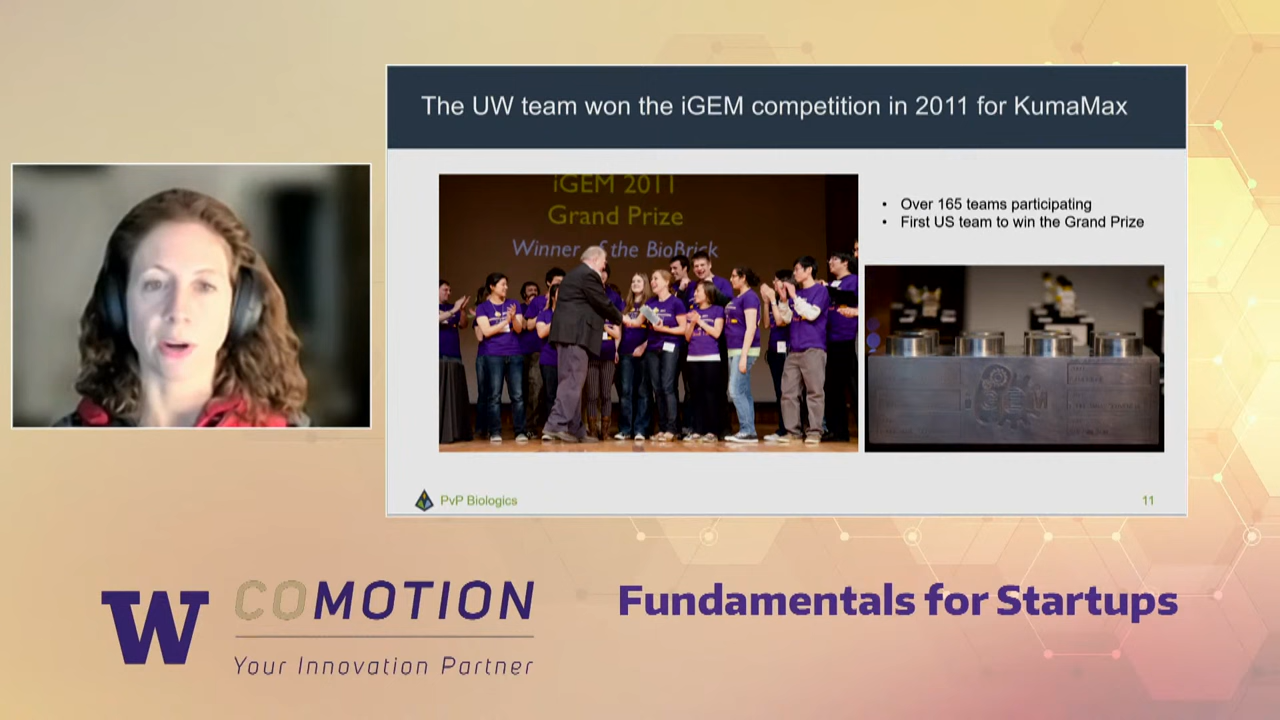 The UW team won the iGEM competition in 2011 for KumaMax
iGEM 2011
Grand Prize
Winner of the BioBrick
• Over 165 teams participating
• First US team to win the Grand Prize
iGEM
PvP Biologics
11
W
COMOTION
Your Innovation Partner
Fundamentals for Startups